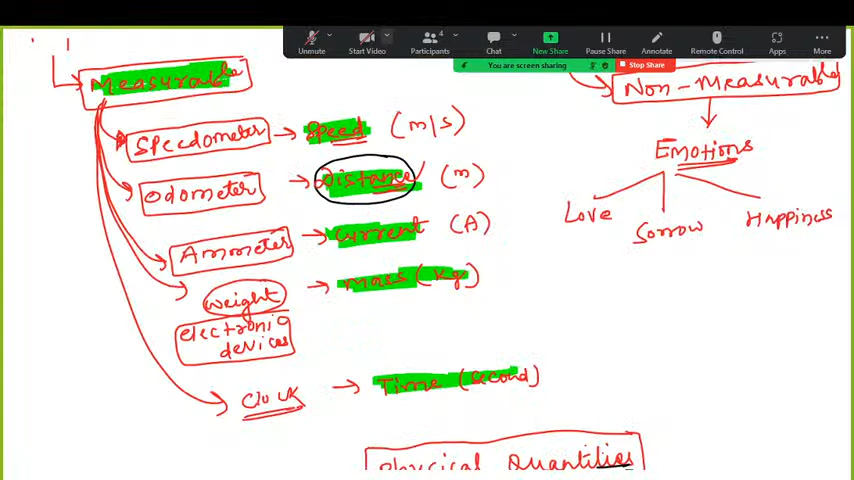 Unmute
Start Video
Participants 4
Chat
New Share
Pause Share
Annotate
Remote Control
Apps
More
You are screen sharing
Stop Share
Measurable
Non-Measurable
Speedometer → Speed (m/s)
Emotions
Odometer → Distance (m)
Love
Sorrow
Happiness
Ammeter → Current (A)
weight → mass (kg)
electronic
devices
Clock → Time (second)
Physical Quantities